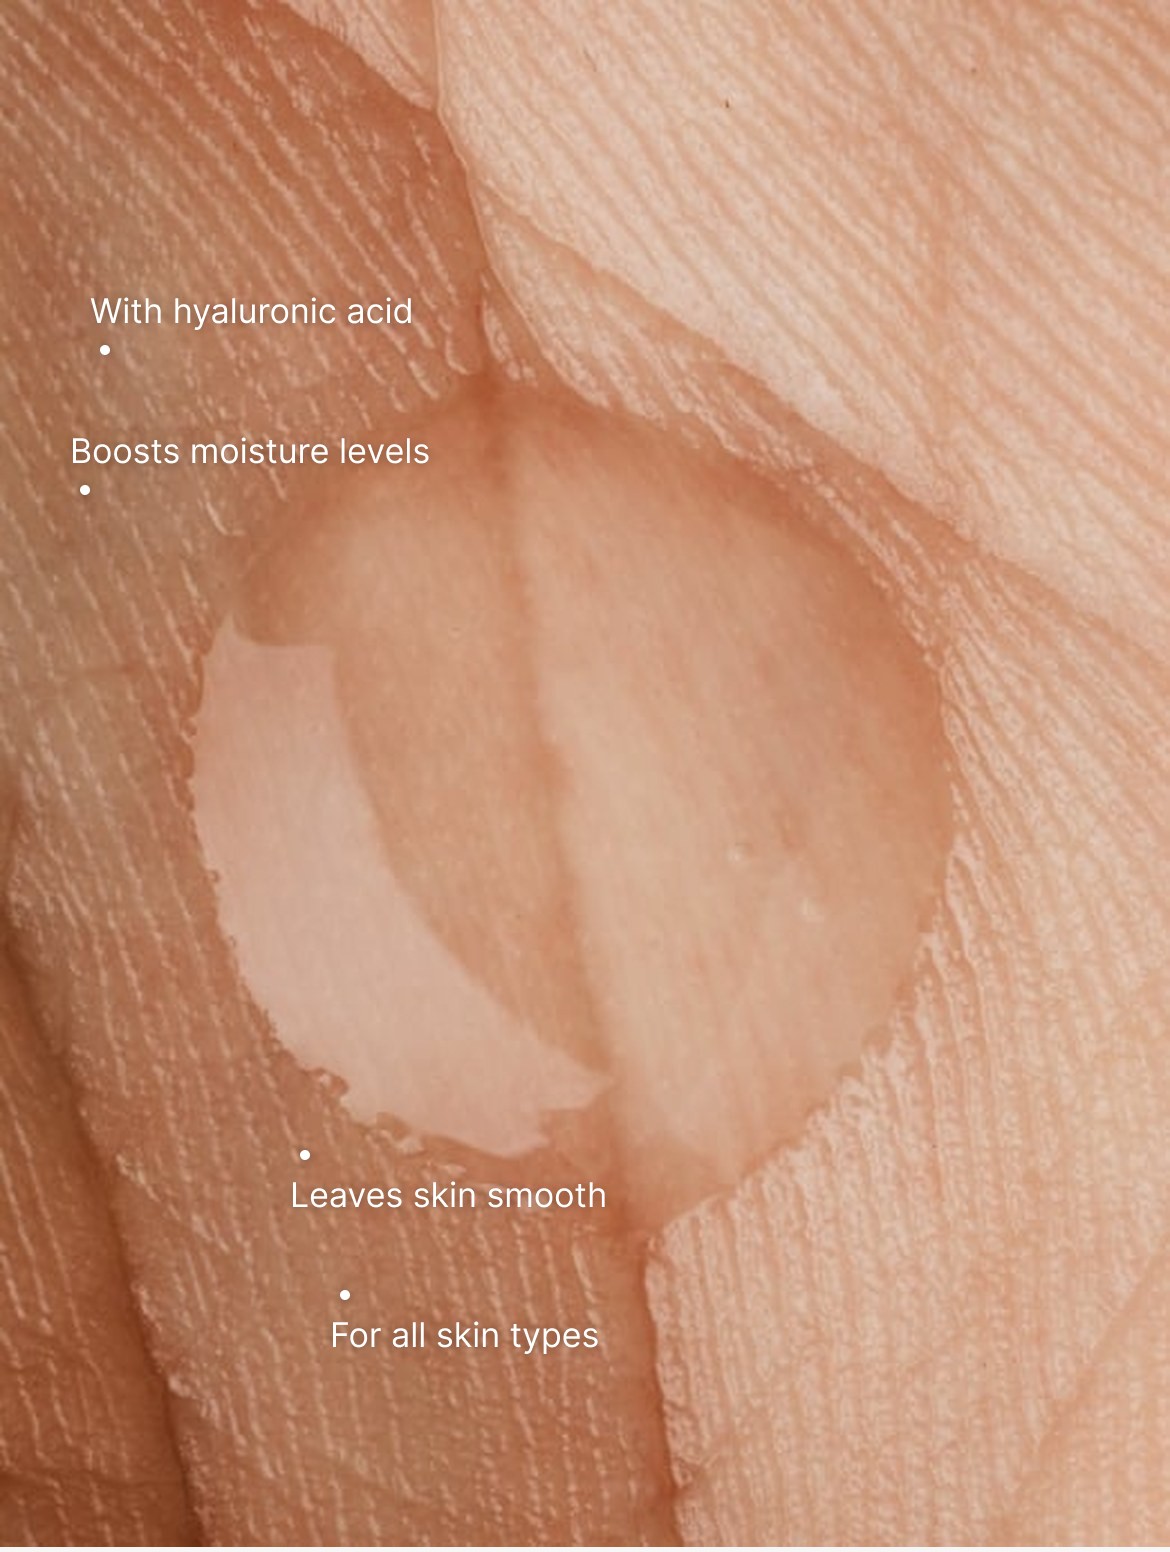 With hyaluronic acid
Boosts moisture levels
Leaves skin smooth
For all skin types